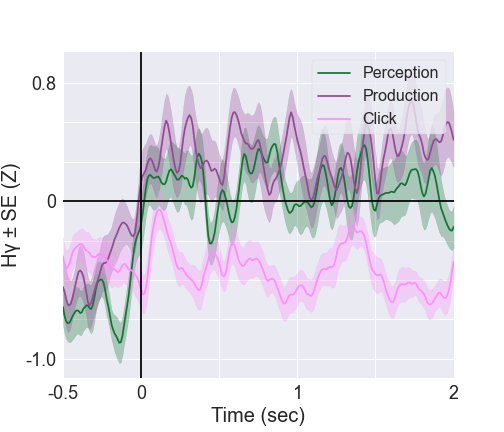 Perception
Production
Click
0.8
0
-1.0
Hγ ± SE (Z)
-0.5 0 1 2
Time (sec)